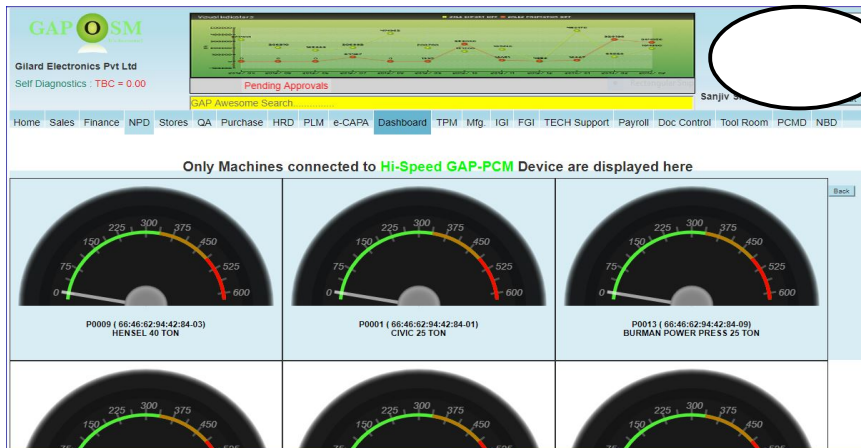 GAP O SM
Gilard Electronics Pvt Ltd
Self Diagnostics : TBC = 0.00
Pending Approvals
GAP Awesome Search..............
Sanjiv
Home Sales Finance NPD Stores QA Purchase HRD PLM e-CAPA Dashboard TPM Mfg. IGI FGI TECH Support Payroll Doc Control Tool Room PCMD NBD
Only Machines connected to Hi-Speed GAP-PCM Device are displayed here
Back
0 75 150 225 300 375 450 525 600
0 75 150 225 300 375 450 525 600
0 75 150 225 300 375 450 525 600
P0009 ( 66:46:62:94:42:84-03)
HENSEL 40 TON
P0001 ( 66:46:62:94:42:84-01)
CIVIC 25 TON
P0013 ( 66:46:62:94:42:84-09)
BURMAN POWER PRESS 25 TON
150 225 300 375 450
150 225 300 375 450
150 225 300 375 450